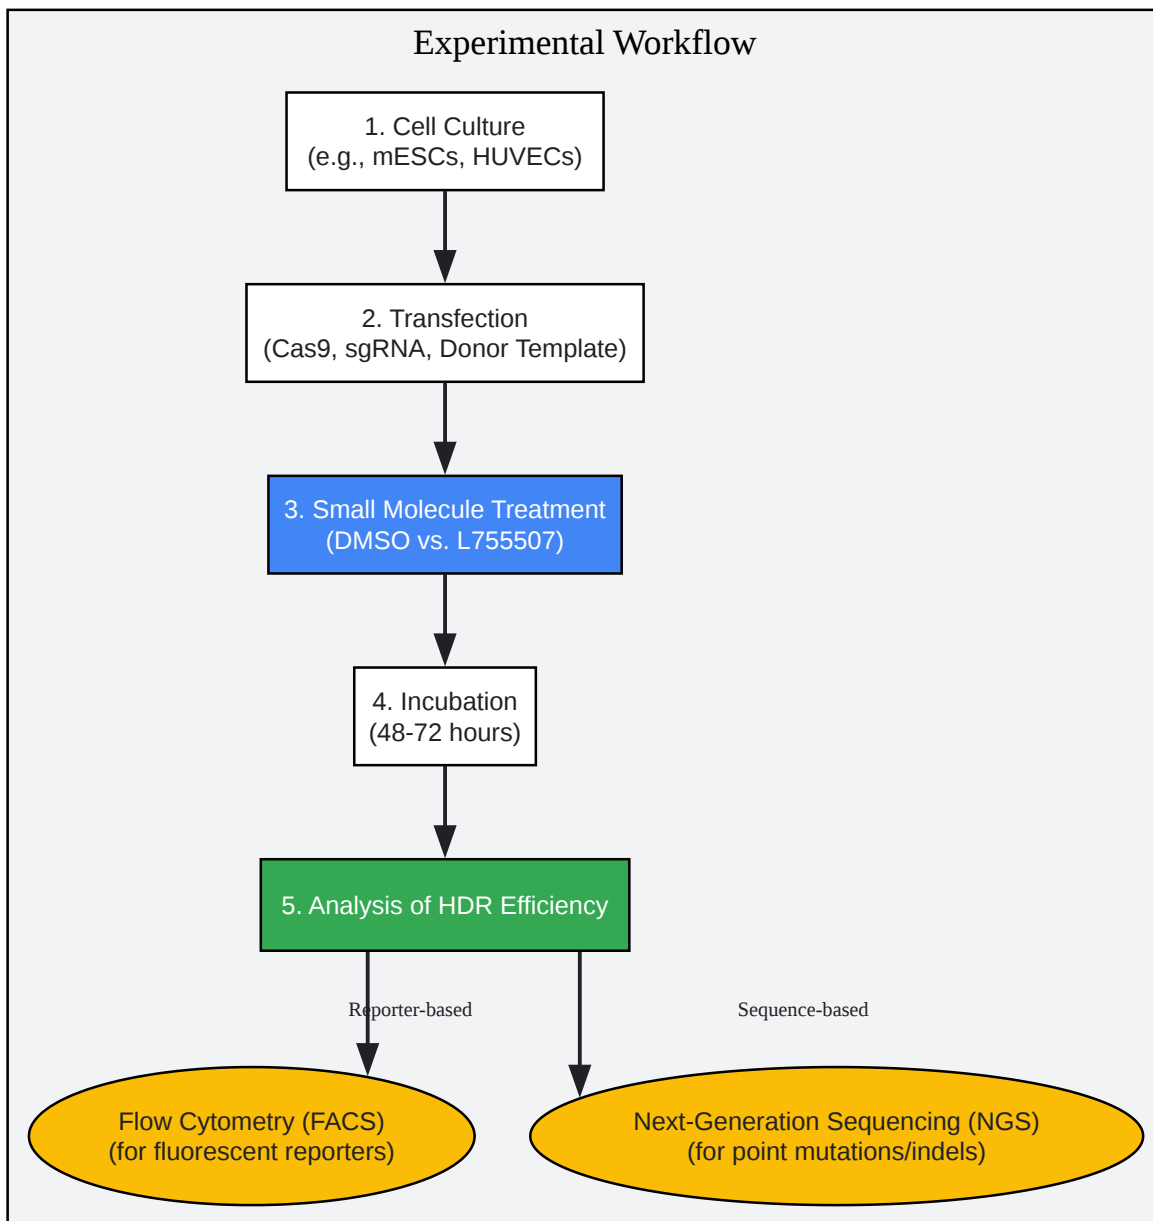 Experimental Workflow
1. Cell Culture
(e.g., mESCs, HUVECs)
2. Transfection
(Cas9, sgRNA, Donor Template)
3. Small Molecule Treatment
(DMSO vs. L755507)
4. Incubation
(48-72 hours)
5. Analysis of HDR Efficiency
Reporter-based
Sequence-based
Flow Cytometry (FACS)
(for fluorescent reporters)
Next-Generation Sequencing (NGS)
(for point mutations/indels)